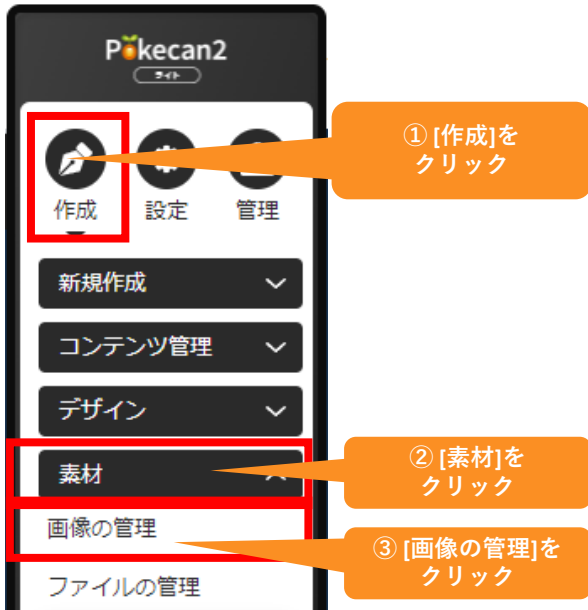 Pokecan2
ライト
① [作成]を
クリック
作成
設定
管理
新規作成
コンテンツ管理
デザイン
素材
② [素材]を
クリック
画像の管理
③ [画像の管理]を
クリック
ファイルの管理